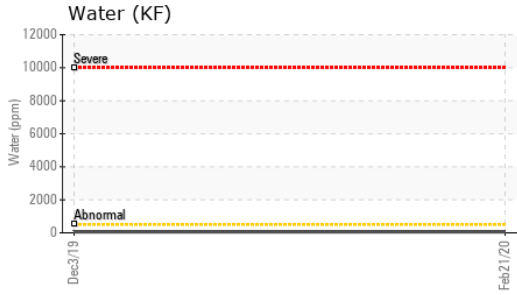 Water (KF)
12000
Severe
10000
8000
6000
4000
2000
Abnormal
0
Water (ppm)
Dec3/19
Feb21/20